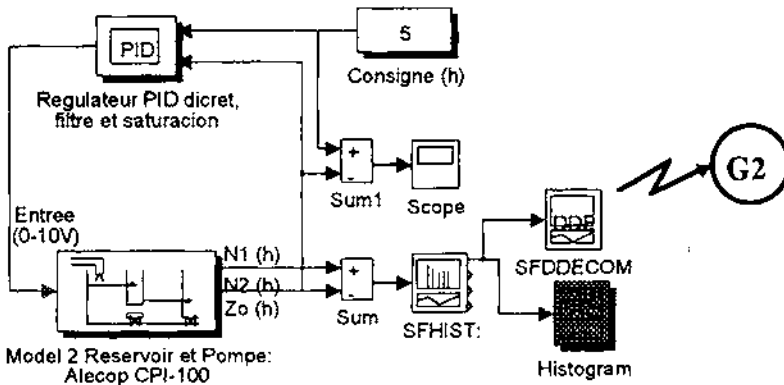 PID
5
Consigne (h)
Regulateur PID dicret,
filtre et saturacion
+
-
Sum1
Scope
G2
Entree
(0-10V)
N1 (h)
N2 (h)
Zo (h)
+
-
Sum
SFHIST:
DDE
SFDDECOM
Histogram
Model 2 Reservoir et Pompe:
Alecop CPI-100